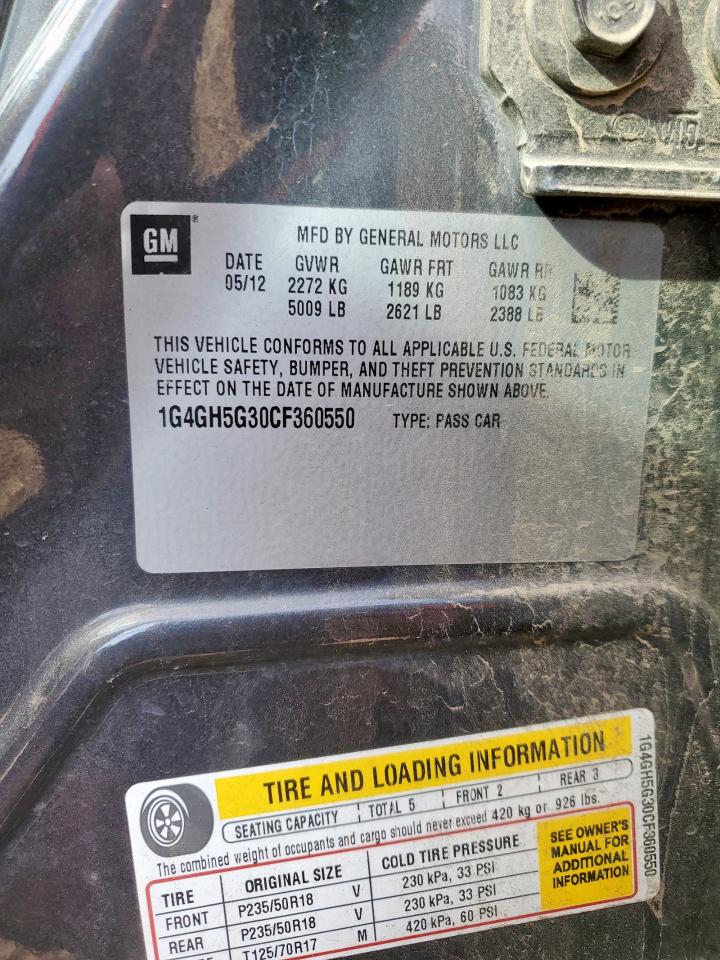 GM ®
MFD BY GENERAL MOTORS LLC
DATE GVWR GAWR FRT GAWR RR
05/12 2272 KG 1189 KG 1083 KG
5009 LB 2621 LB 2388 LB
THIS VEHICLE CONFORMS TO ALL APPLICABLE U.S. FEDERAL MOTOR
VEHICLE SAFETY, BUMPER, AND THEFT PREVENTION STANDARDS IN
EFFECT ON THE DATE OF MANUFACTURE SHOWN ABOVE.
1G4GH5G30CF360550 TYPE: PASS CAR
TIRE AND LOADING INFORMATION
SEATING CAPACITY TOTAL 5 FRONT 2 REAR 3
The combined weight of occupants and cargo should never exceed 420 kg or 926 lbs.
TIRE ORIGINAL SIZE COLD TIRE PRESSURE
FRONT P235/50R18 V 230 kPa, 33 PSI
REAR P235/50R18 V 230 kPa, 33 PSI
T125/70R17 M 420 kPa, 60 PSI
SEE OWNER'S
MANUAL FOR
ADDITIONAL
INFORMATION
1G4GH5G30CF360550